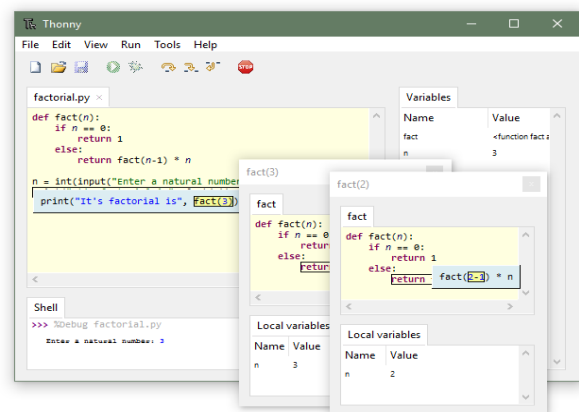 Thonny
File Edit View Run Tools Help
STOP
factorial.py
def fact(n):
if n == 0:
return 1
else:
return fact(n-1) * n
n = int(input("Enter a natural number
print("It's factorial is", fact(3))
Shell
>>> %Debug factorial.py
Enter a natural number: 3
Variables
Name Value
fact <function fact a
n 3
fact(3)
fact
def fact(n):
if n == 0
return
else:
return
Local variables
Name Value
n 3
fact(2)
fact
def fact(n):
if n == 0:
return 1
else:
return fact(2-1) * n
Local variables
Name Value
n 2